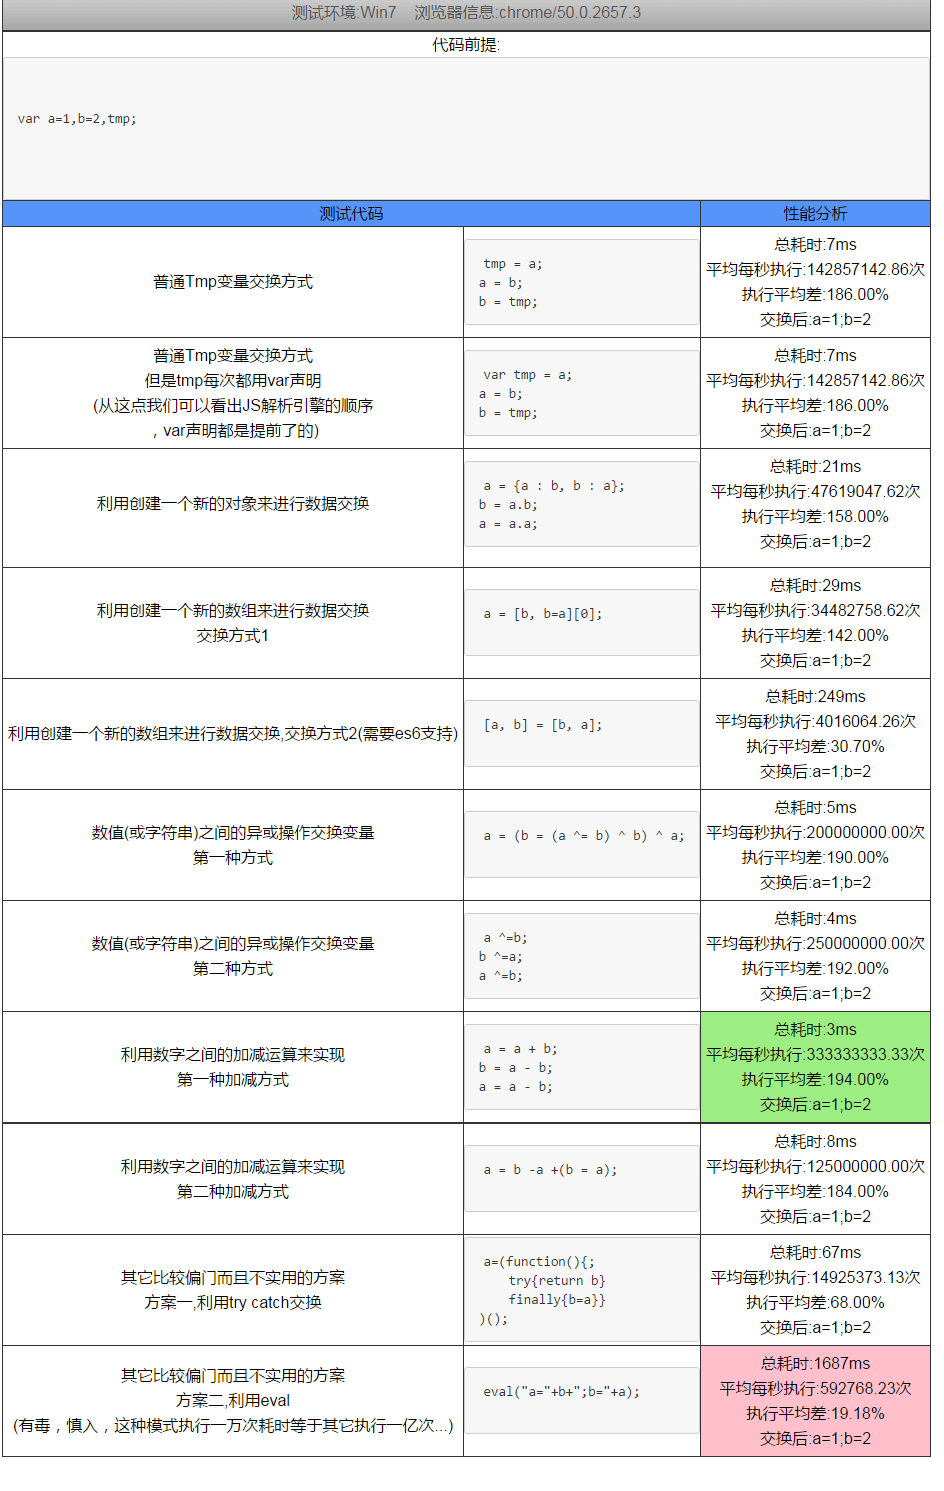 测试环境:Win7 浏览器信息:chrome/50.0.2657.3
代码前提:
var a=1,b=2,tmp;
测试代码 性能分析
普通Tmp变量交换方式
tmp = a;
a = b;
b = tmp;
总耗时:7ms
平均每秒执行:142857142.86次
执行平均差:186.00%
交换后:a=1;b=2
普通Tmp变量交换方式
但是tmp每次都用var声明
(从这点我们可以看出JS解析引擎的顺序
，var声明都是提前了的)
var tmp = a;
a = b;
b = tmp;
总耗时:7ms
平均每秒执行:142857142.86次
执行平均差:186.00%
交换后:a=1;b=2
利用创建一个新的对象来进行数据交换
a = {a : b, b : a};
b = a.b;
a = a.a;
总耗时:21ms
平均每秒执行:47619047.62次
执行平均差:158.00%
交换后:a=1;b=2
利用创建一个新的数组来进行数据交换
交换方式1
a = [b, b=a][0];
总耗时:29ms
平均每秒执行:34482758.62次
执行平均差:142.00%
交换后:a=1;b=2
利用创建一个新的数组来进行数据交换,交换方式2(需要es6支持)
[a, b] = [b, a];
总耗时:249ms
平均每秒执行:4016064.26次
执行平均差:30.70%
交换后:a=1;b=2
数值(或字符串)之间的异或操作交换变量
第一种方式
a = (b = (a ^= b) ^ b) ^ a;
总耗时:5ms
平均每秒执行:200000000.00次
执行平均差:190.00%
交换后:a=1;b=2
数值(或字符串)之间的异或操作交换变量
第二种方式
a ^=b;
b ^=a;
a ^=b;
总耗时:4ms
平均每秒执行:250000000.00次
执行平均差:192.00%
交换后:a=1;b=2
利用数字之间的加减运算来实现
第一种加减方式
a = a + b;
b = a - b;
a = a - b;
总耗时:3ms
平均每秒执行:333333333.33次
执行平均差:194.00%
交换后:a=1;b=2
利用数字之间的加减运算来实现
第二种加减方式
a = b -a +(b = a);
总耗时:8ms
平均每秒执行:125000000.00次
执行平均差:184.00%
交换后:a=1;b=2
其它比较偏门而且不实用的方案
方案一,利用try catch交换
a=(function(){;
try{return b}
finally{b=a}}
)();
总耗时:67ms
平均每秒执行:14925373.13次
执行平均差:68.00%
交换后:a=1;b=2
其它比较偏门而且不实用的方案
方案二,利用eval
(有毒，慎入，这种模式执行一万次耗时等于其它执行一亿次...)
eval("a="+b+";b="+a);
总耗时:1687ms
平均每秒执行:592768.23次
执行平均差:19.18%
交换后:a=1;b=2